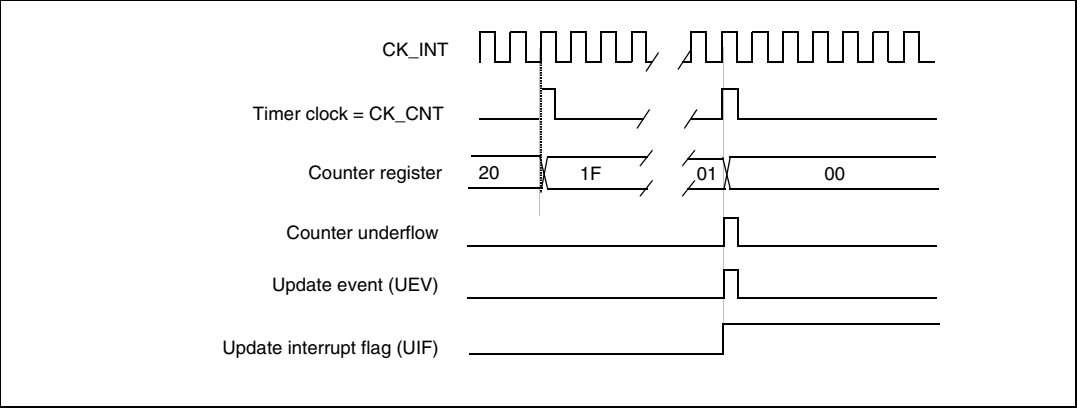 CK_INT
Timer clock = CK_CNT
Counter register 20 1F 01 00
Counter underflow
Update event (UEV)
Update interrupt flag (UIF)